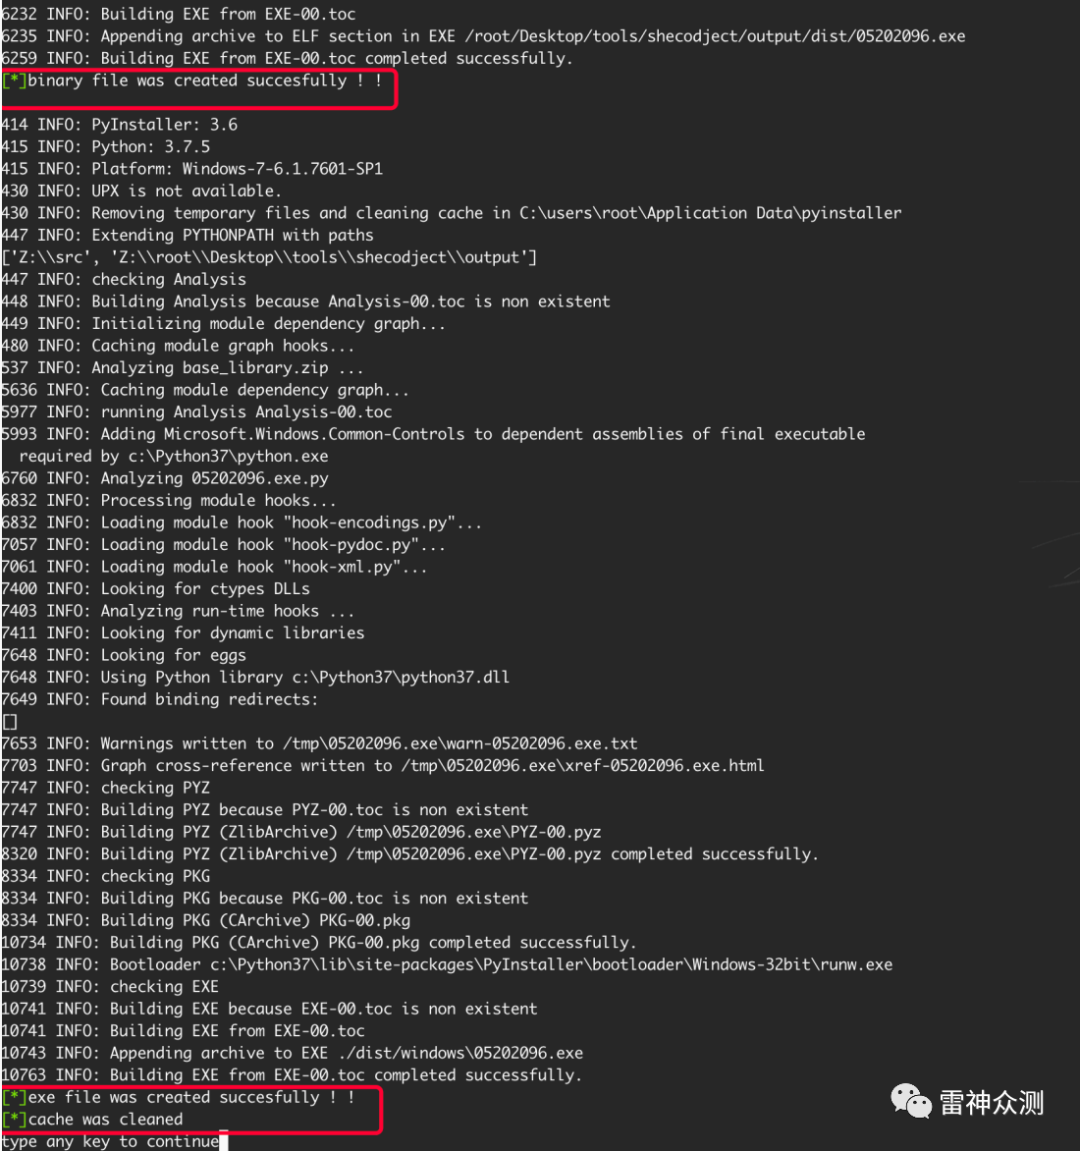 6232 INFO: Building EXE from EXE-00.toc
6235 INFO: Appending archive to ELF section in EXE /root/Desktop/tools/shecodject/output/dist/05202096.exe
6259 INFO: Building EXE from EXE-00.toc completed successfully.
[*]binary file was created succesfully ! !
414 INFO: PyInstaller: 3.6
415 INFO: Python: 3.7.5
415 INFO: Platform: Windows-7-6.1.7601-SP1
430 INFO: UPX is not available.
430 INFO: Removing temporary files and cleaning cache in C:\users\root\Application Data\pyinstaller
447 INFO: Extending PYTHONPATH with paths
['Z:\\src', 'Z:\\root\\Desktop\\tools\\shecodject\\output']
447 INFO: checking Analysis
448 INFO: Building Analysis because Analysis-00.toc is non existent
449 INFO: Initializing module dependency graph...
480 INFO: Caching module graph hooks...
537 INFO: Analyzing base_library.zip ...
5636 INFO: Caching module dependency graph...
5977 INFO: running Analysis Analysis-00.toc
5993 INFO: Adding Microsoft.Windows.Common-Controls to dependent assemblies of final executable
  required by c:\Python37\python.exe
6760 INFO: Analyzing 05202096.exe.py
6832 INFO: Processing module hooks...
6832 INFO: Loading module hook "hook-encodings.py"...
7057 INFO: Loading module hook "hook-pydoc.py"...
7061 INFO: Loading module hook "hook-xml.py"...
7400 INFO: Looking for ctypes DLLs
7403 INFO: Analyzing run-time hooks ...
7411 INFO: Looking for dynamic libraries
7648 INFO: Looking for eggs
7648 INFO: Using Python library c:\Python37\python37.dll
7649 INFO: Found binding redirects:
[]
7653 INFO: Warnings written to /tmp\05202096.exe\warn-05202096.exe.txt
7703 INFO: Graph cross-reference written to /tmp\05202096.exe\xref-05202096.exe.html
7747 INFO: checking PYZ
7747 INFO: Building PYZ because PYZ-00.toc is non existent
7747 INFO: Building PYZ (ZlibArchive) /tmp\05202096.exe\PYZ-00.pyz
8320 INFO: Building PYZ (ZlibArchive) /tmp\05202096.exe\PYZ-00.pyz completed successfully.
8334 INFO: checking PKG
8334 INFO: Building PKG because PKG-00.toc is non existent
8334 INFO: Building PKG (CArchive) PKG-00.pkg
10734 INFO: Building PKG (CArchive) PKG-00.pkg completed successfully.
10738 INFO: Bootloader c:\Python37\lib\site-packages\PyInstaller\bootloader\Windows-32bit\runw.exe
10739 INFO: checking EXE
10741 INFO: Building EXE because EXE-00.toc is non existent
10741 INFO: Building EXE from EXE-00.toc
10743 INFO: Appending archive to EXE ./dist/windows\05202096.exe
10763 INFO: Building EXE from EXE-00.toc completed successfully.
[*]exe file was created succesfully ! !
[*]cache was cleaned
type any key to continue
雷神众测